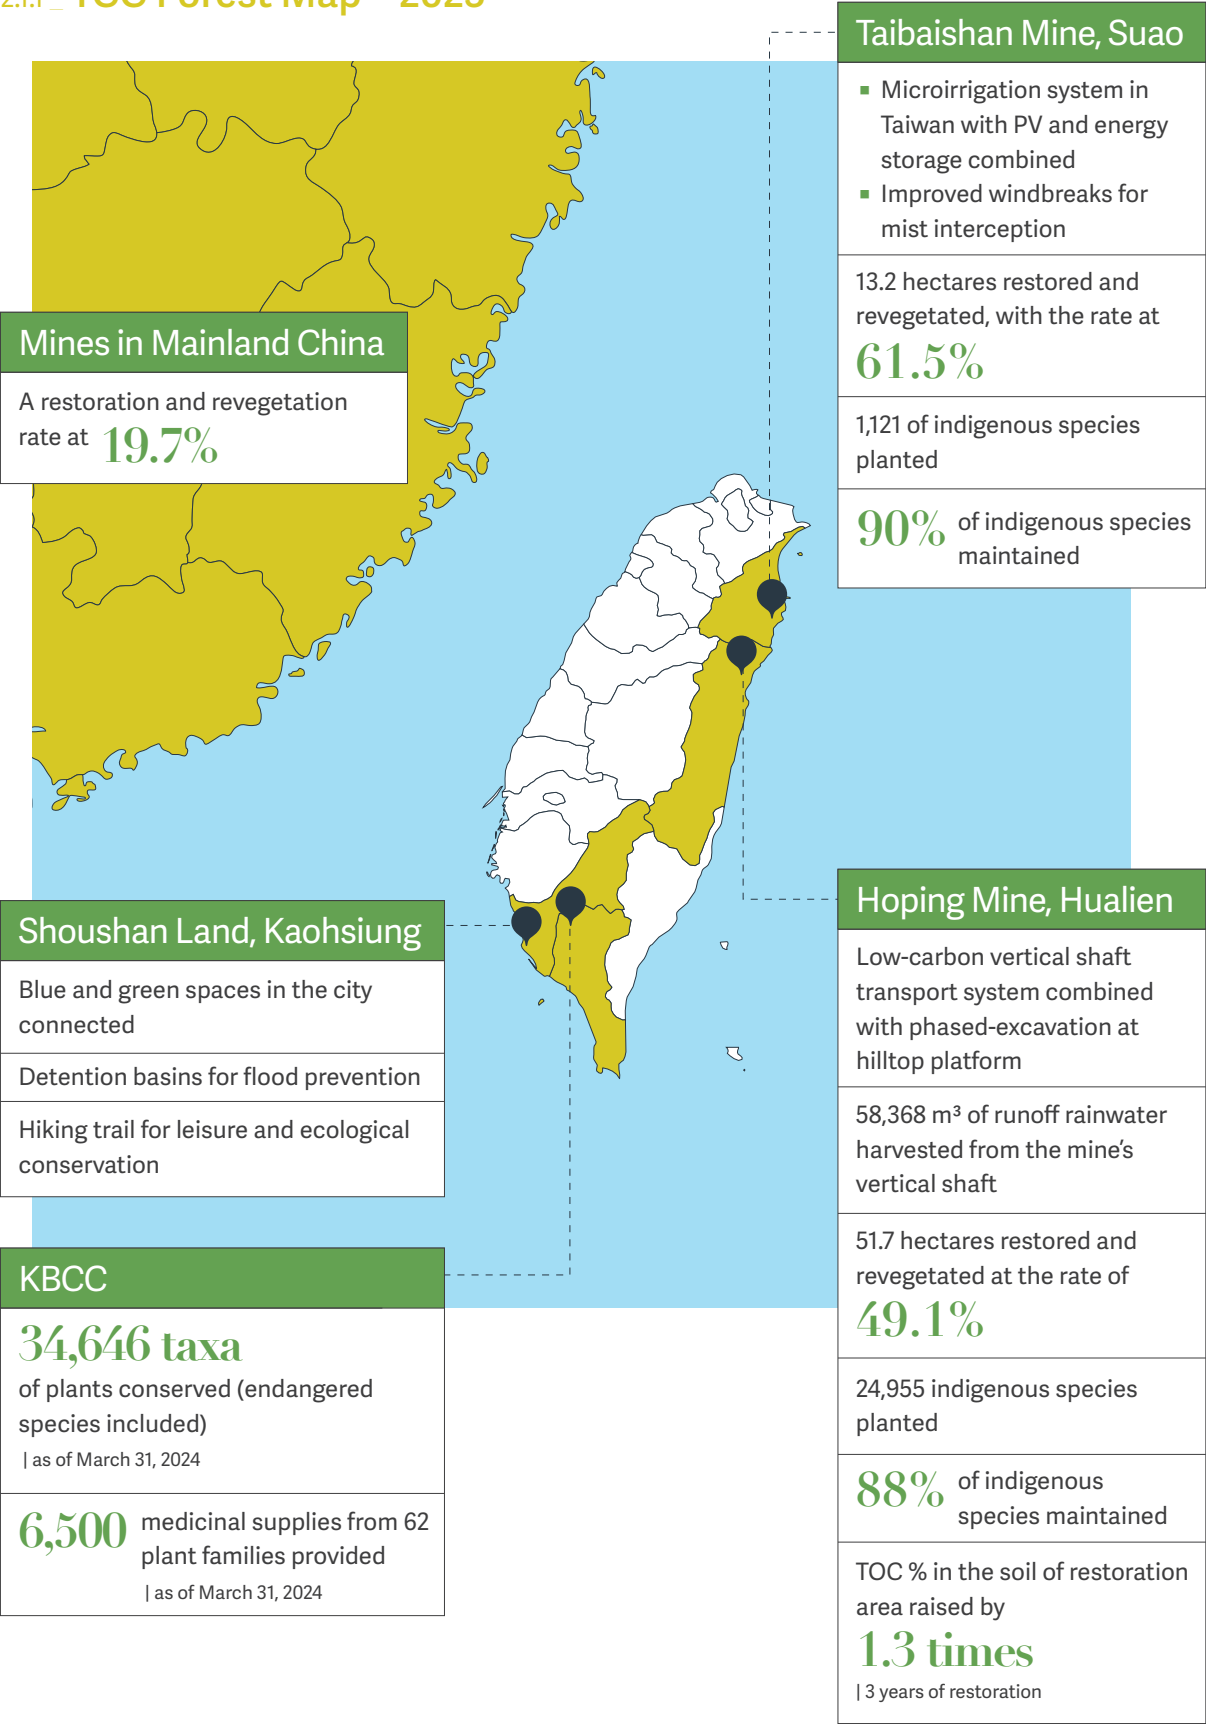 2.1.1 _ TCC Forest Map
2023
Taibaishan Mine, Suao
▪ Microirrigation system in
Taiwan with PV and energy
storage combined
▪ Improved windbreaks for
mist interception
13.2 hectares restored and
revegetated, with the rate at
61.5%
1,121 of indigenous species
planted
90% of indigenous species
maintained
Mines in Mainland China
A restoration and revegetation
rate at 19.7%
Shoushan Land, Kaohsiung
Blue and green spaces in the city
connected
Detention basins for flood prevention
Hiking trail for leisure and ecological
conservation
KBCC
34,646 taxa
of plants conserved (endangered
species included)
| as of March 31, 2024
6,500 medicinal supplies from 62
plant families provided
| as of March 31, 2024
Hoping Mine, Hualien
Low-carbon vertical shaft
transport system combined
with phased-excavation at
hilltop platform
58,368 m³ of runoff rainwater
harvested from the mine's
vertical shaft
51.7 hectares restored and
revegetated at the rate of
49.1%
24,955 indigenous species
planted
88% of indigenous
species maintained
TOC % in the soil of restoration
area raised by
1.3 times
| 3 years of restoration